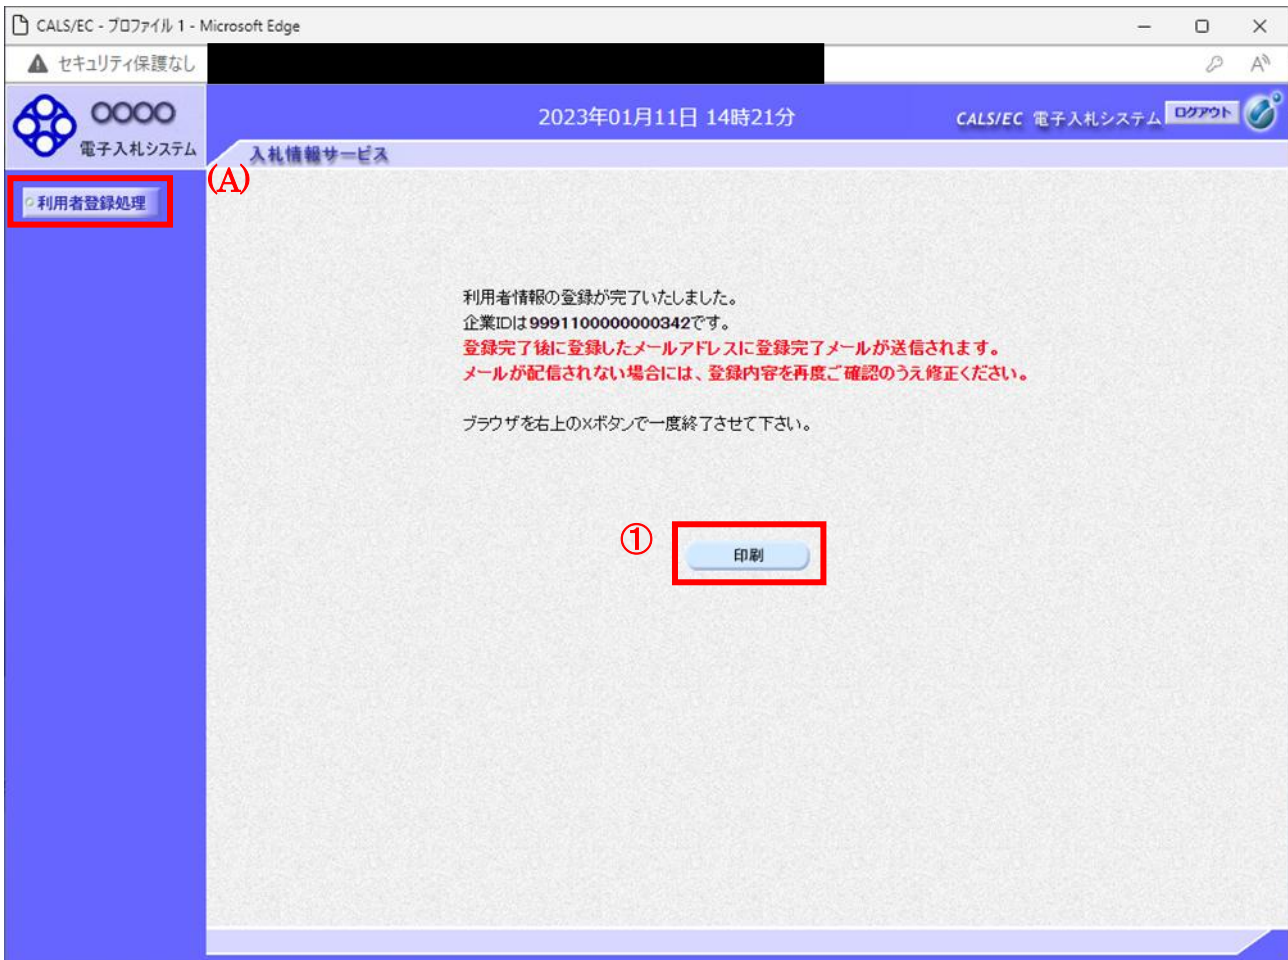 CALS/EC - プロファイル 1 - Microsoft Edge
セキュリティ保護なし
OOOO
電子入札システム
2023年01月11日 14時21分
CALS/EC 電子入札システム
ログアウト
入札情報サービス
(A)
利用者登録処理
利用者情報の登録が完了いたしました。
企業IDは9991100000000342です。
登録完了後に登録したメールアドレスに登録完了メールが送信されます。
メールが配信されない場合には、登録内容を再度ご確認のうえ修正ください。
ブラウザを右上の×ボタンで一度終了させて下さい。
①
印刷